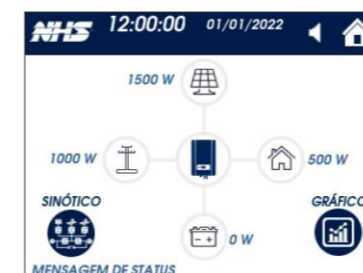 NHS 12:00:00 01/01/2022
1500 W
1000 W
500 W
SINÓTICO
GRÁFICO
0 W
MENSAGEM DE STATUS